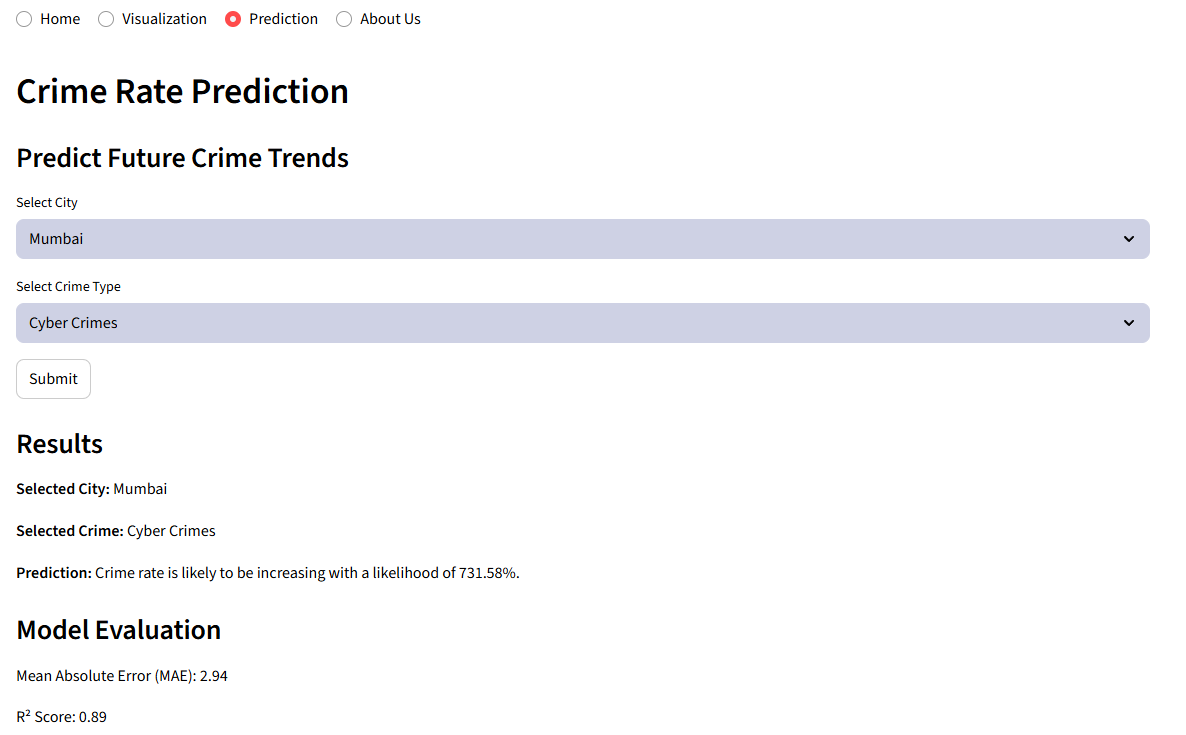 Home Visualization Prediction About Us
Crime Rate Prediction
Predict Future Crime Trends
Select City
Mumbai
Select Crime Type
Cyber Crimes
Submit
Results
Selected City: Mumbai
Selected Crime: Cyber Crimes
Prediction: Crime rate is likely to be increasing with a likelihood of 731.58%.
Model Evaluation
Mean Absolute Error (MAE): 2.94
R² Score: 0.89